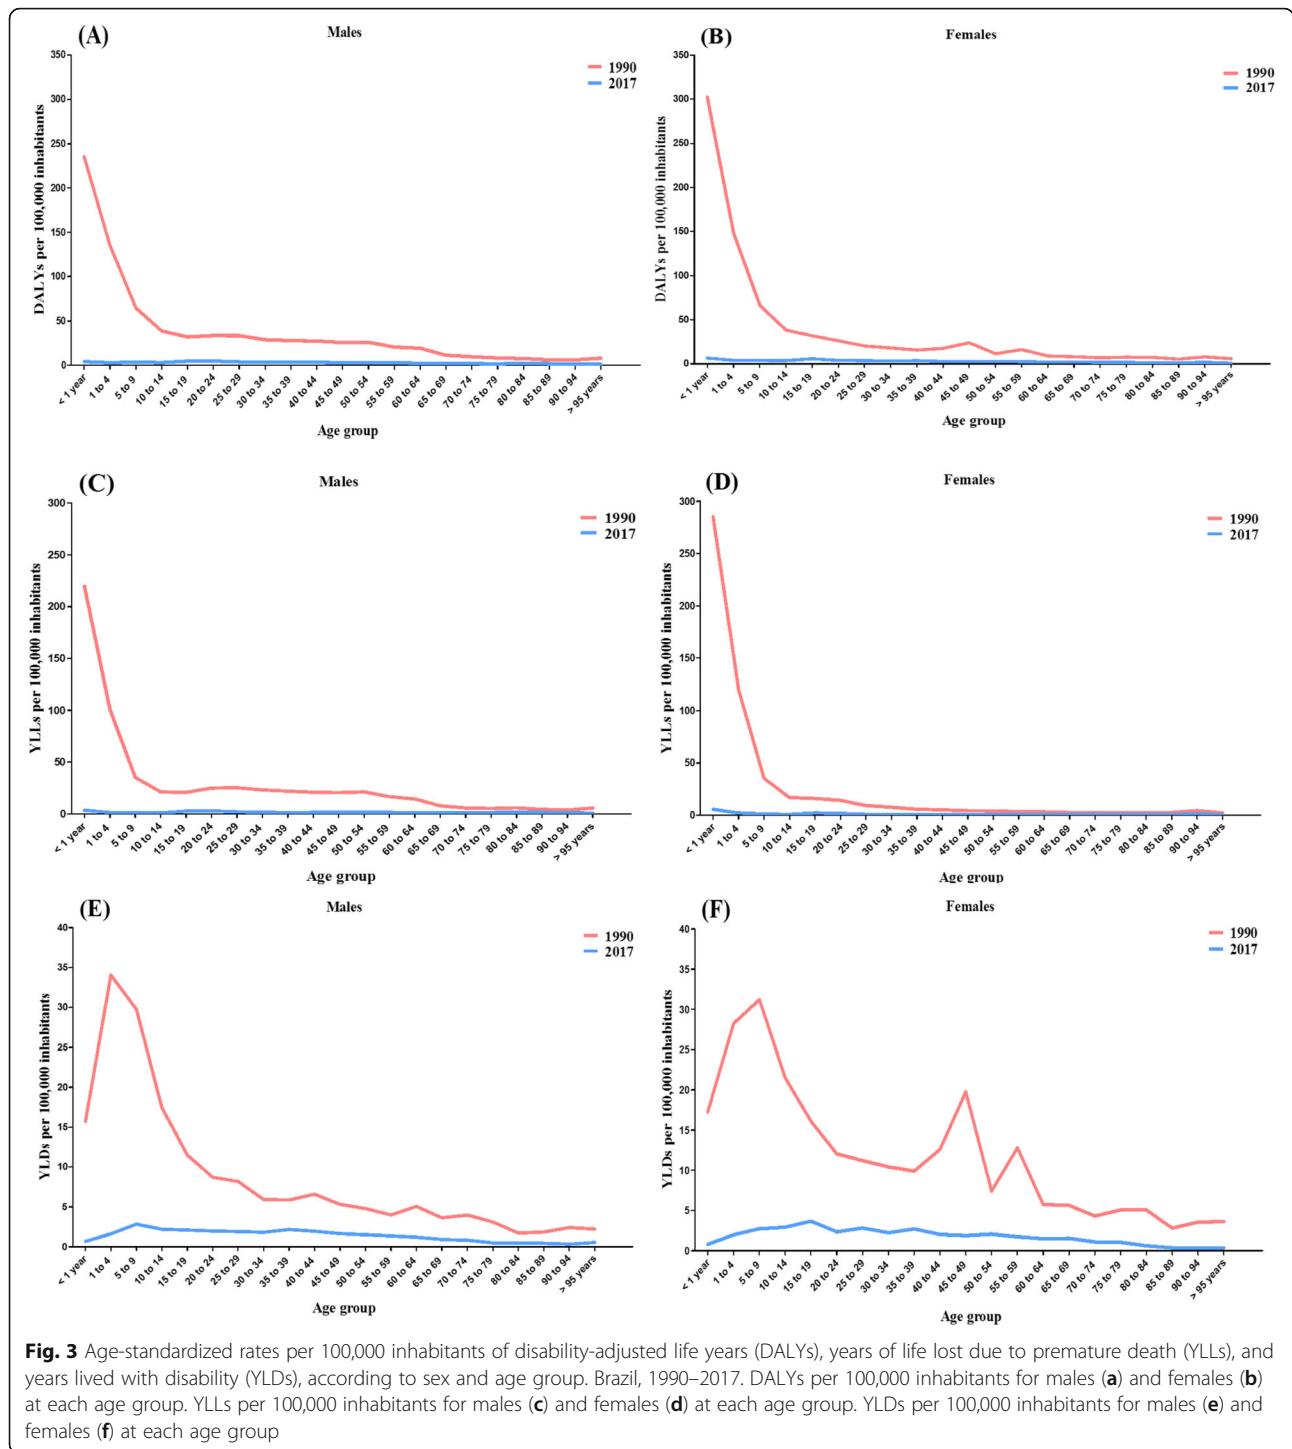 (A)
Males
350
300
250
200
150
100
50
0
DALYs per 100,000 inhabitants
1990
2017
< 1 year
1 to 4
5 to 9
10 to 14
15 to 19
20 to 24
25 to 29
30 to 34
35 to 39
40 to 44
45 to 49
50 to 54
55 to 59
60 to 64
65 to 69
70 to 74
75 to 79
80 to 84
85 to 89
90 to 94
> 95 years
Age group
(B)
Females
350
300
250
200
150
100
50
0
DALYs per 100,000 inhabitants
1990
2017
< 1 year
1 to 4
5 to 9
10 to 14
15 to 19
20 to 24
25 to 29
30 to 34
35 to 39
40 to 44
45 to 49
50 to 54
55 to 59
60 to 64
65 to 69
70 to 74
75 to 79
80 to 84
85 to 89
90 to 94
> 95 years
Age group
(C)
Males
300
250
200
150
100
50
0
YLLs per 100,000 inhabitants
1990
2017
< 1 year
1 to 4
5 to 9
10 to 14
15 to 19
20 to 24
25 to 29
30 to 34
35 to 39
40 to 44
45 to 49
50 to 54
55 to 59
60 to 64
65 to 69
70 to 74
75 to 79
80 to 84
85 to 89
90 to 94
> 95 years
Age group
(D)
Females
300
250
200
150
100
50
0
YLLs per 100,000 inhabitants
1990
2017
< 1 year
1 to 4
5 to 9
10 to 14
15 to 19
20 to 24
25 to 29
30 to 34
35 to 39
40 to 44
45 to 49
50 to 54
55 to 59
60 to 64
65 to 69
70 to 74
75 to 79
80 to 84
85 to 89
90 to 94
> 95 years
Age group
(E)
Males
40
35
30
25
20
15
10
5
0
YLDs per 100,000 inhabitants
1990
2017
< 1 year
1 to 4
5 to 9
10 to 14
15 to 19
20 to 24
25 to 29
30 to 34
35 to 39
40 to 44
45 to 49
50 to 54
55 to 59
60 to 64
65 to 69
70 to 74
75 to 79
80 to 84
85 to 89
90 to 94
> 95 years
Age group
(F)
Females
40
35
30
25
20
15
10
5
0
YLDs per 100,000 inhabitants
1990
2017
< 1 year
1 to 4
5 to 9
10 to 14
15 to 19
20 to 24
25 to 29
30 to 34
35 to 39
40 to 44
45 to 49
50 to 54
55 to 59
60 to 64
65 to 69
70 to 74
75 to 79
80 to 84
85 to 89
90 to 94
> 95 years
Age group
Fig. 3 Age-standardized rates per 100,000 inhabitants of disability-adjusted life years (DALYs), years of life lost due to premature death (YLLs), and
years lived with disability (YLDs), according to sex and age group. Brazil, 1990–2017. DALYs per 100,000 inhabitants for males (a) and females (b)
at each age group. YLLs per 100,000 inhabitants for males (c) and females (d) at each age group. YLDs per 100,000 inhabitants for males (e) and
females (f) at each age group